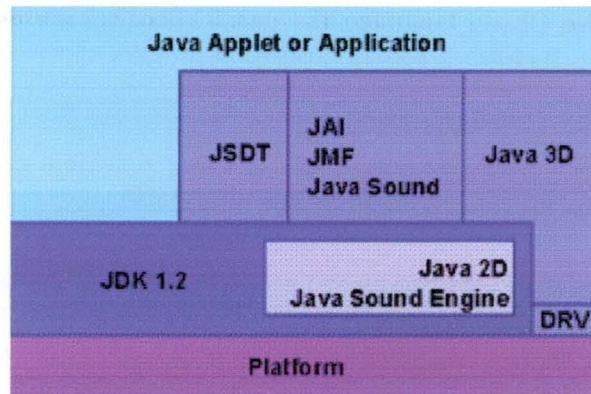 Java Applet or Application
JSDT
JAI
JMF
Java Sound
Java 3D
JDK 1.2
Java 2D
Java Sound Engine
DRV
Platform